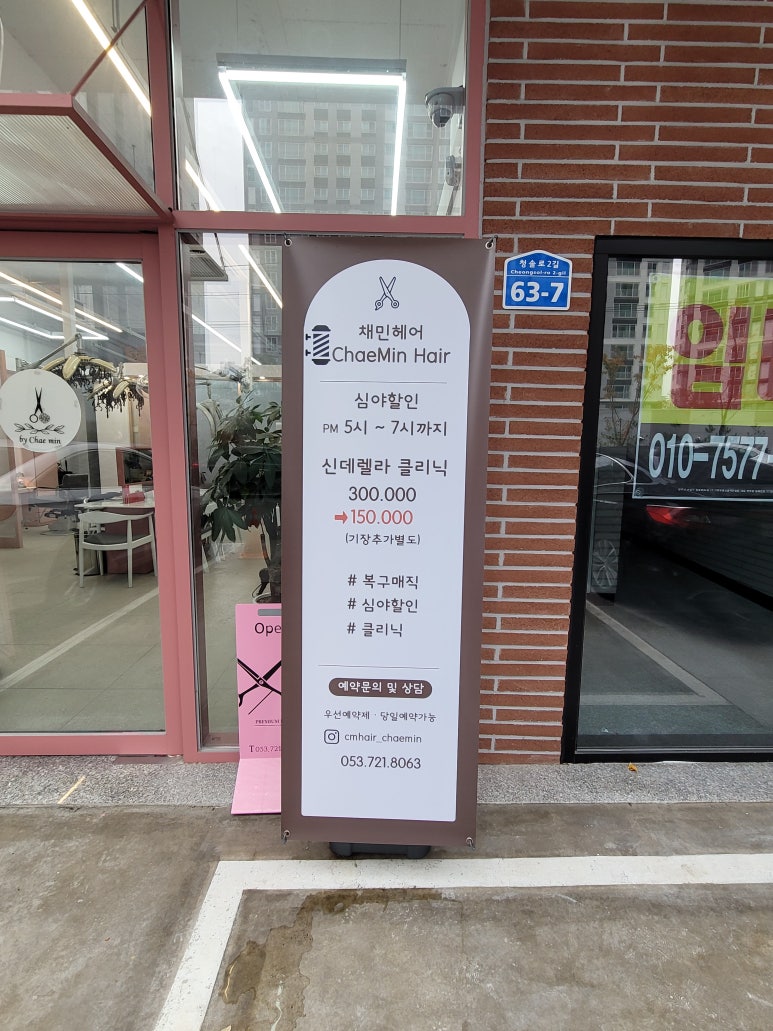 채민헤어
ChaeMin Hair
심야할인
PM 5시 ~ 7시까지
신데렐라 클리닉
300.000
➡150.000
(기장추가별도)
# 복구매직
# 심야할인
# 클리닉
예약문의 및 상담
우선예약제 · 당일예약가능
cmhair_chaemin
053.721.8063
by Chae min
Ope
PREMIUM
T053.721
청솔로2길
Cheongsol-ro 2-gil
63-7
010-7577-